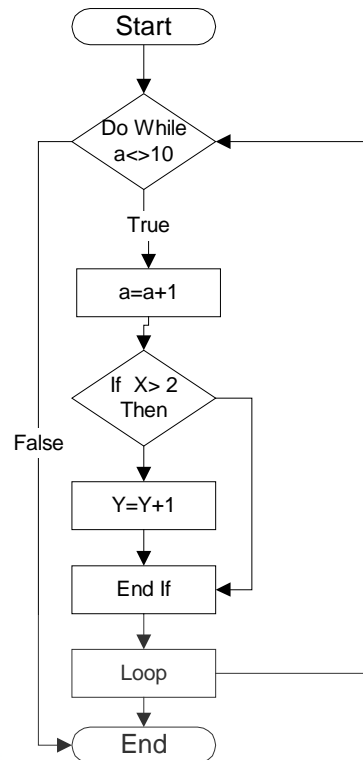 Start
Do While
a<>10
True
a=a+1
If X> 2
Then
False
Y=Y+1
End If
Loop
End